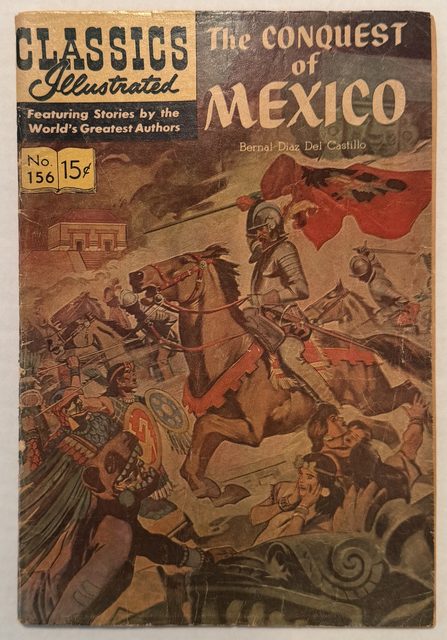 CLASSICS
Illustrated
Featuring Stories by the
World's Greatest Authors
No.
156
15¢
The CONQUEST
of
MEXICO
Bernal Diaz Del Castillo